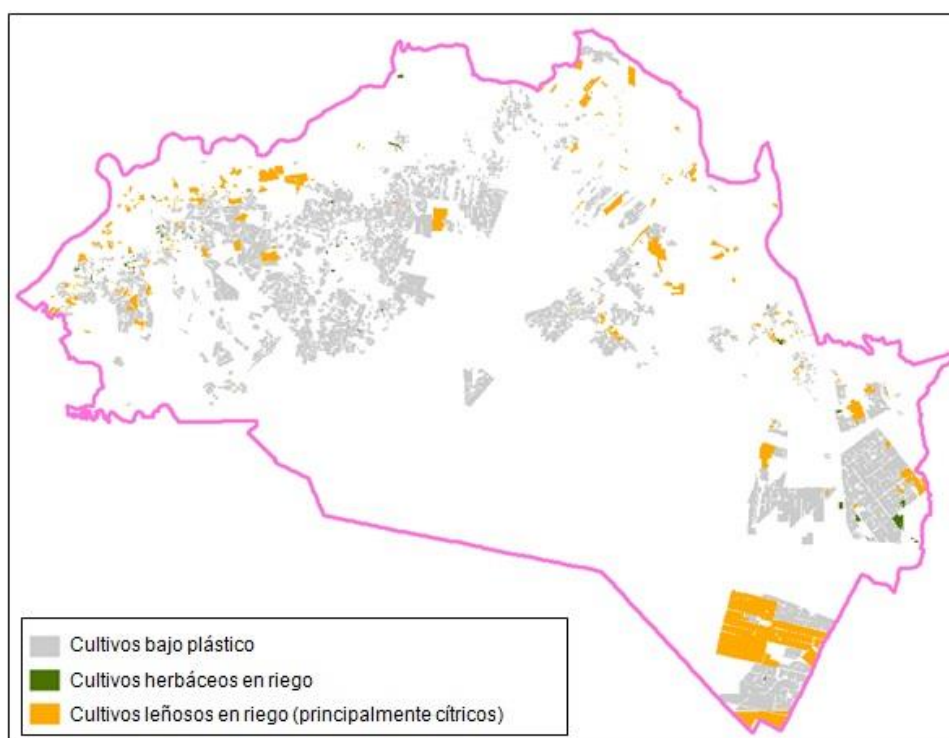 Cultivos bajo plástico
Cultivos herbáceos en riego
Cultivos leñosos en riego (principalmente cítricos)